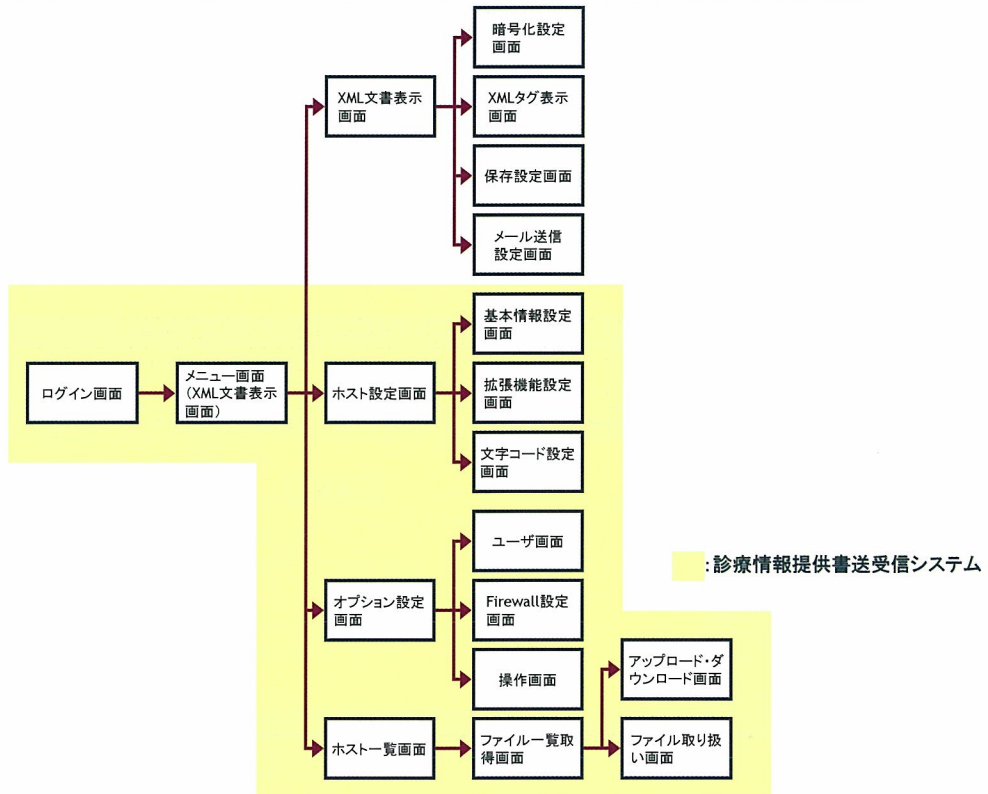 暗号化設定
画面
XML文書表示
画面
XMLタグ表示
画面
保存設定画面
メール送信
設定画面
基本情報設定
画面
ログイン画面
メニュー画面
(XML文書表示
画面)
ホスト設定画面
拡張機能設定
画面
文字コード設定
画面
ユーザ画面
:診療情報提供書送受信システム
オプション設定
画面
Firewall設定
画面
操作画面
アップロード・ダ
ウンロード画面
ホスト一覧画面
ファイル一覧取
得画面
ファイル取り扱
い画面